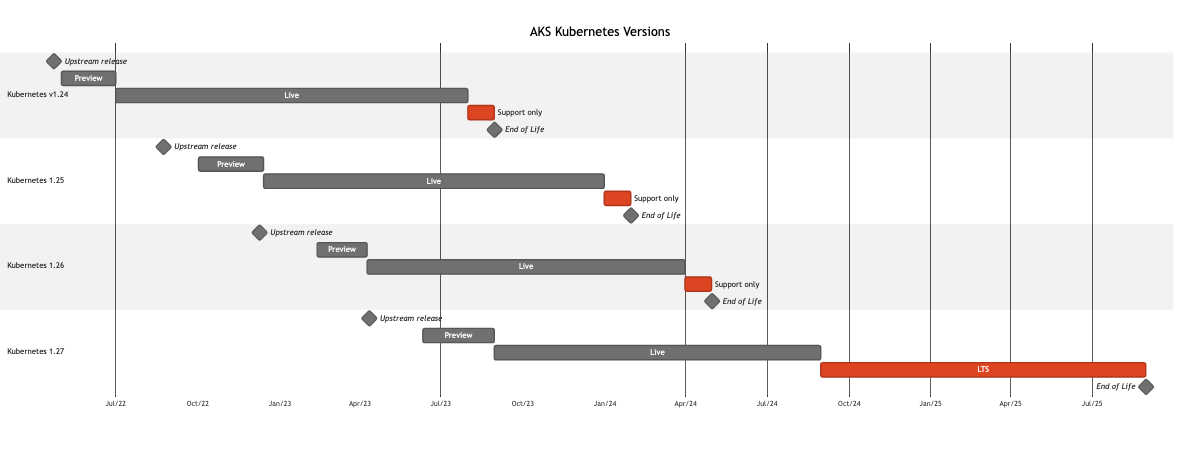 AKS Kubernetes Versions
Upstream release
Preview
Kubernetes v1.24
Live
Support only
End of Life
Upstream release
Preview
Kubernetes 1.25
Live
Support only
End of Life
Upstream release
Preview
Kubernetes 1.26
Live
Support only
End of Life
Upstream release
Preview
Kubernetes 1.27
Live
LTS
End of Life
Jul/22 Oct/22 Jan/23 Apr/23 Jul/23 Oct/23 Jan/24 Apr/24 Jul/24 Oct/24 Jan/25 Apr/25 Jul/25